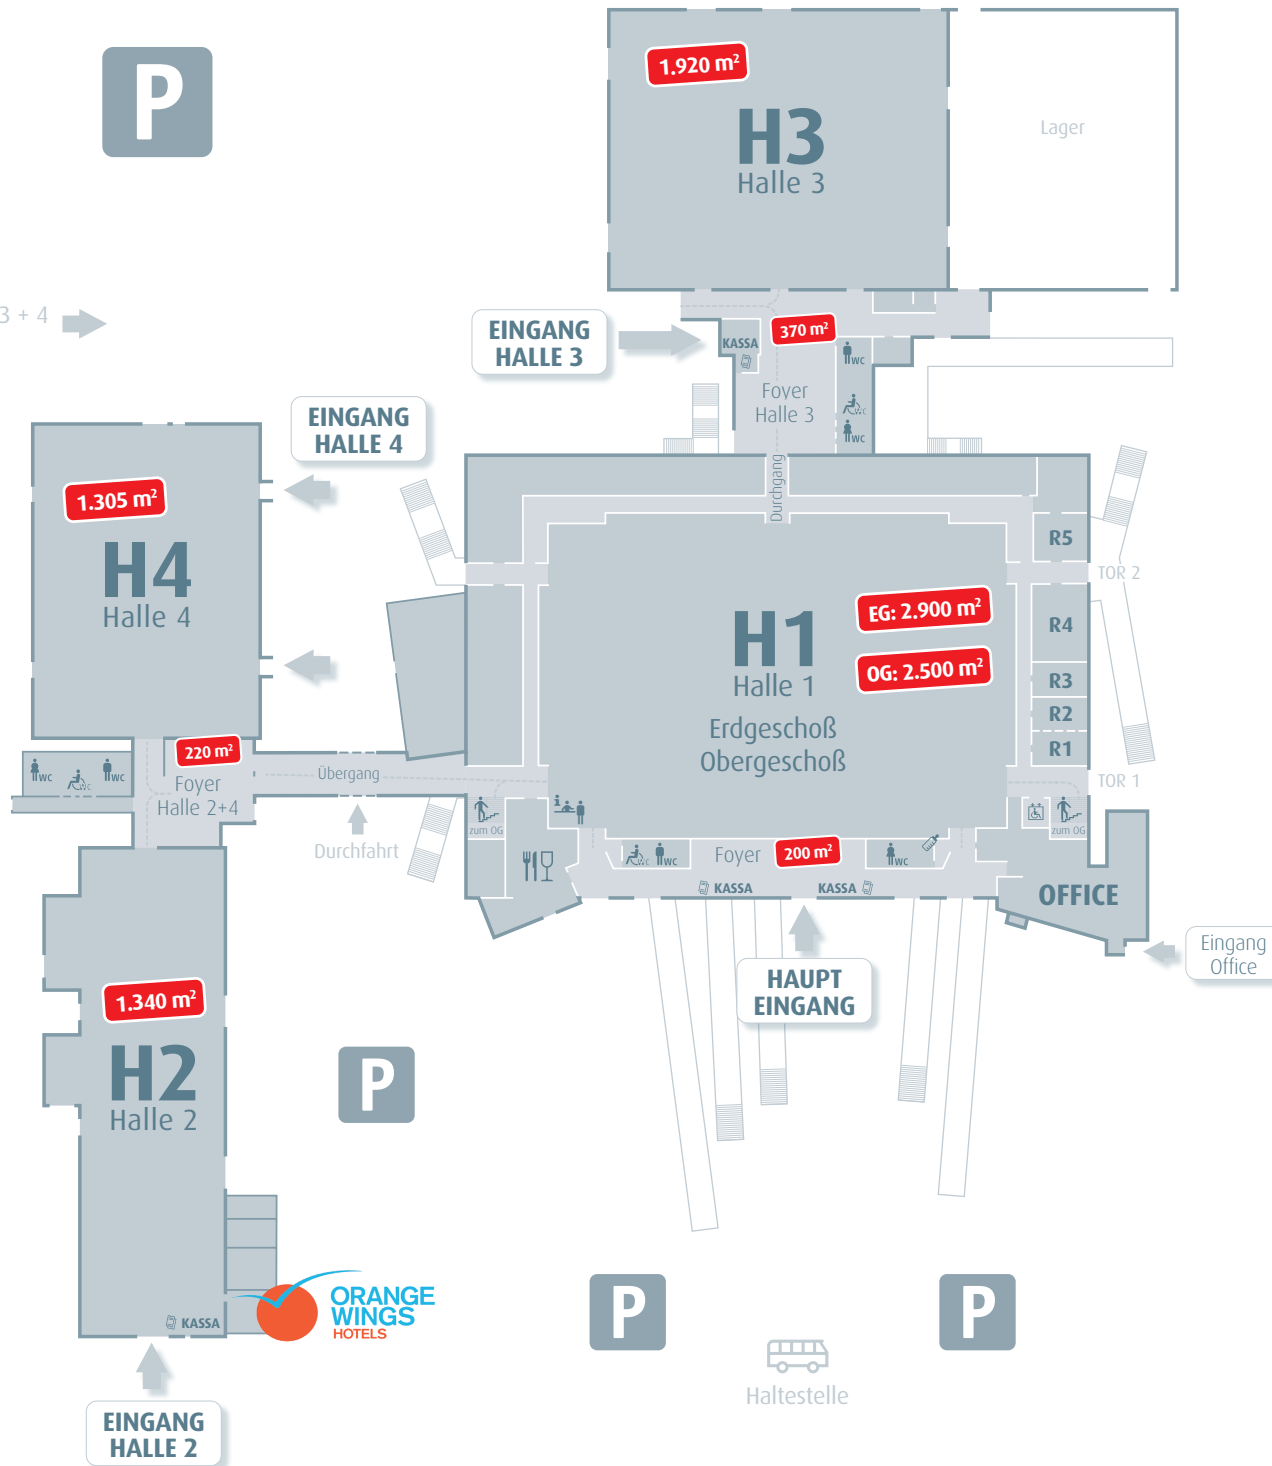 P
1.920 m²
H3
Halle 3
Lager
3 + 4
EINGANG
HALLE 3
KASSA
370 m²
WC
Foyer
Halle 3
WC
WC
EINGANG
HALLE 4
1.305 m²
H4
Halle 4
Durchgang
R5
TOR 2
EG: 2.900 m²
R4
H1
Halle 1
OG: 2.500 m²
R3
R2
R1
Erdgeschoß
Obergeschoß
TOR 1
220 m²
WC
WC
WC
Foyer
Halle 2+4
Übergang
Durchfahrt
zum OG
zum OG
WC
WC
Foyer
200 m²
WC
KASSA
KASSA
OFFICE
Eingang
Office
HAUPT
EINGANG
1.340 m²
H2
Halle 2
P
KASSA
ORANGE
WINGS
HOTELS
P
P
Haltestelle
EINGANG
HALLE 2